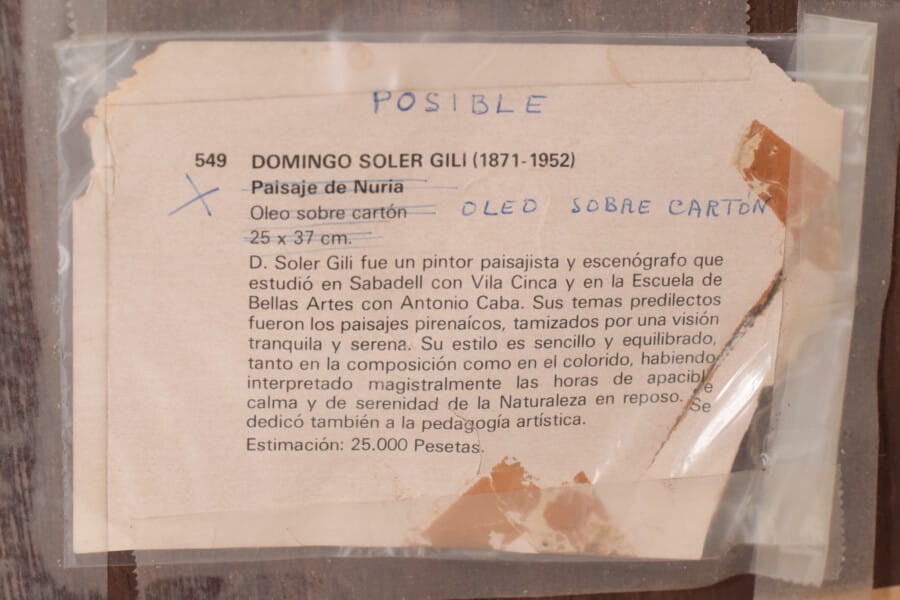 POSIBLE
549 DOMINGO SOLER GILI (1871-1952)
Paisaje de Nuria
Oleo sobre cartón OLEO SOBRE CARTÓN
25 x 37 cm.
D. Soler Gili fue un pintor paisajista y escenógrafo que
estudió en Sabadell con Vila Cinca y en la Escuela de
Bellas Artes con Antonio Caba. Sus temas predilectos
fueron los paisajes pirenaícos, tamizados por una visión
tranquila y serena. Su estilo es sencillo y equilibrado,
tanto en la composición como en el colorido, habiendo
interpretado magistralmente las horas de apacible
calma y de serenidad de la Naturaleza en reposo. Se
dedicó también a la pedagogía artística.
Estimación: 25.000 Pesetas.